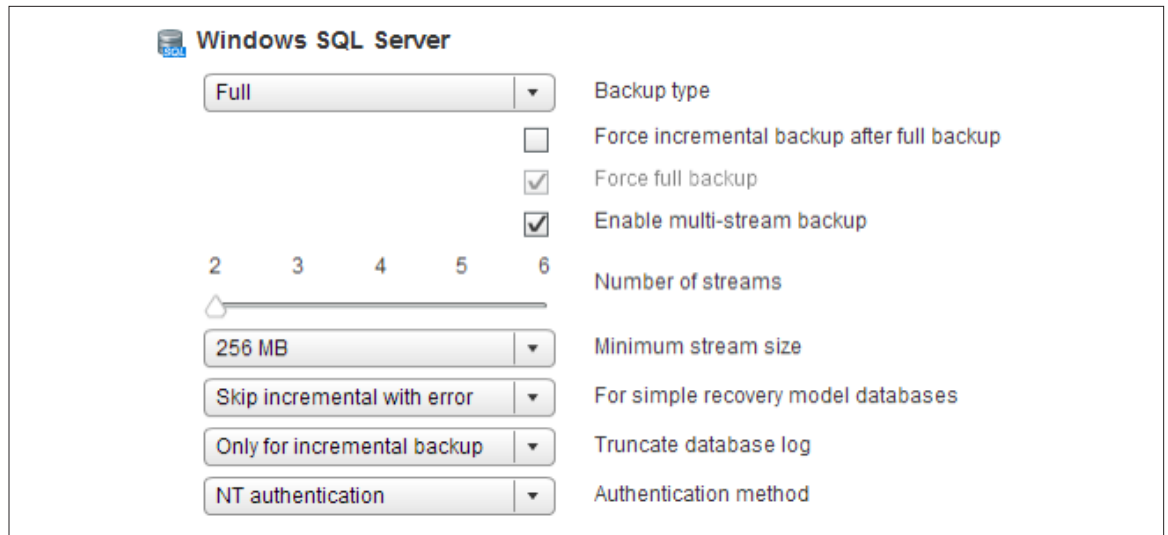 SQL Windows SQL Server
Full Backup type
Force incremental backup after full backup
Force full backup
Enable multi-stream backup
2 3 4 5 6
Number of streams
256 MB Minimum stream size
Skip incremental with error For simple recovery model databases
Only for incremental backup Truncate database log
NT authentication Authentication method